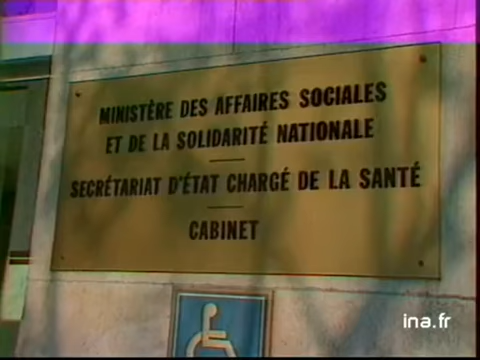 MINISTÈRE DES AFFAIRES SOCIALES
ET DE LA SOLIDARITÉ NATIONALE
SECRÉTARIAT D'ÉTAT CHARGÉ DE LA SANTÉ
CABINET
ina.fr